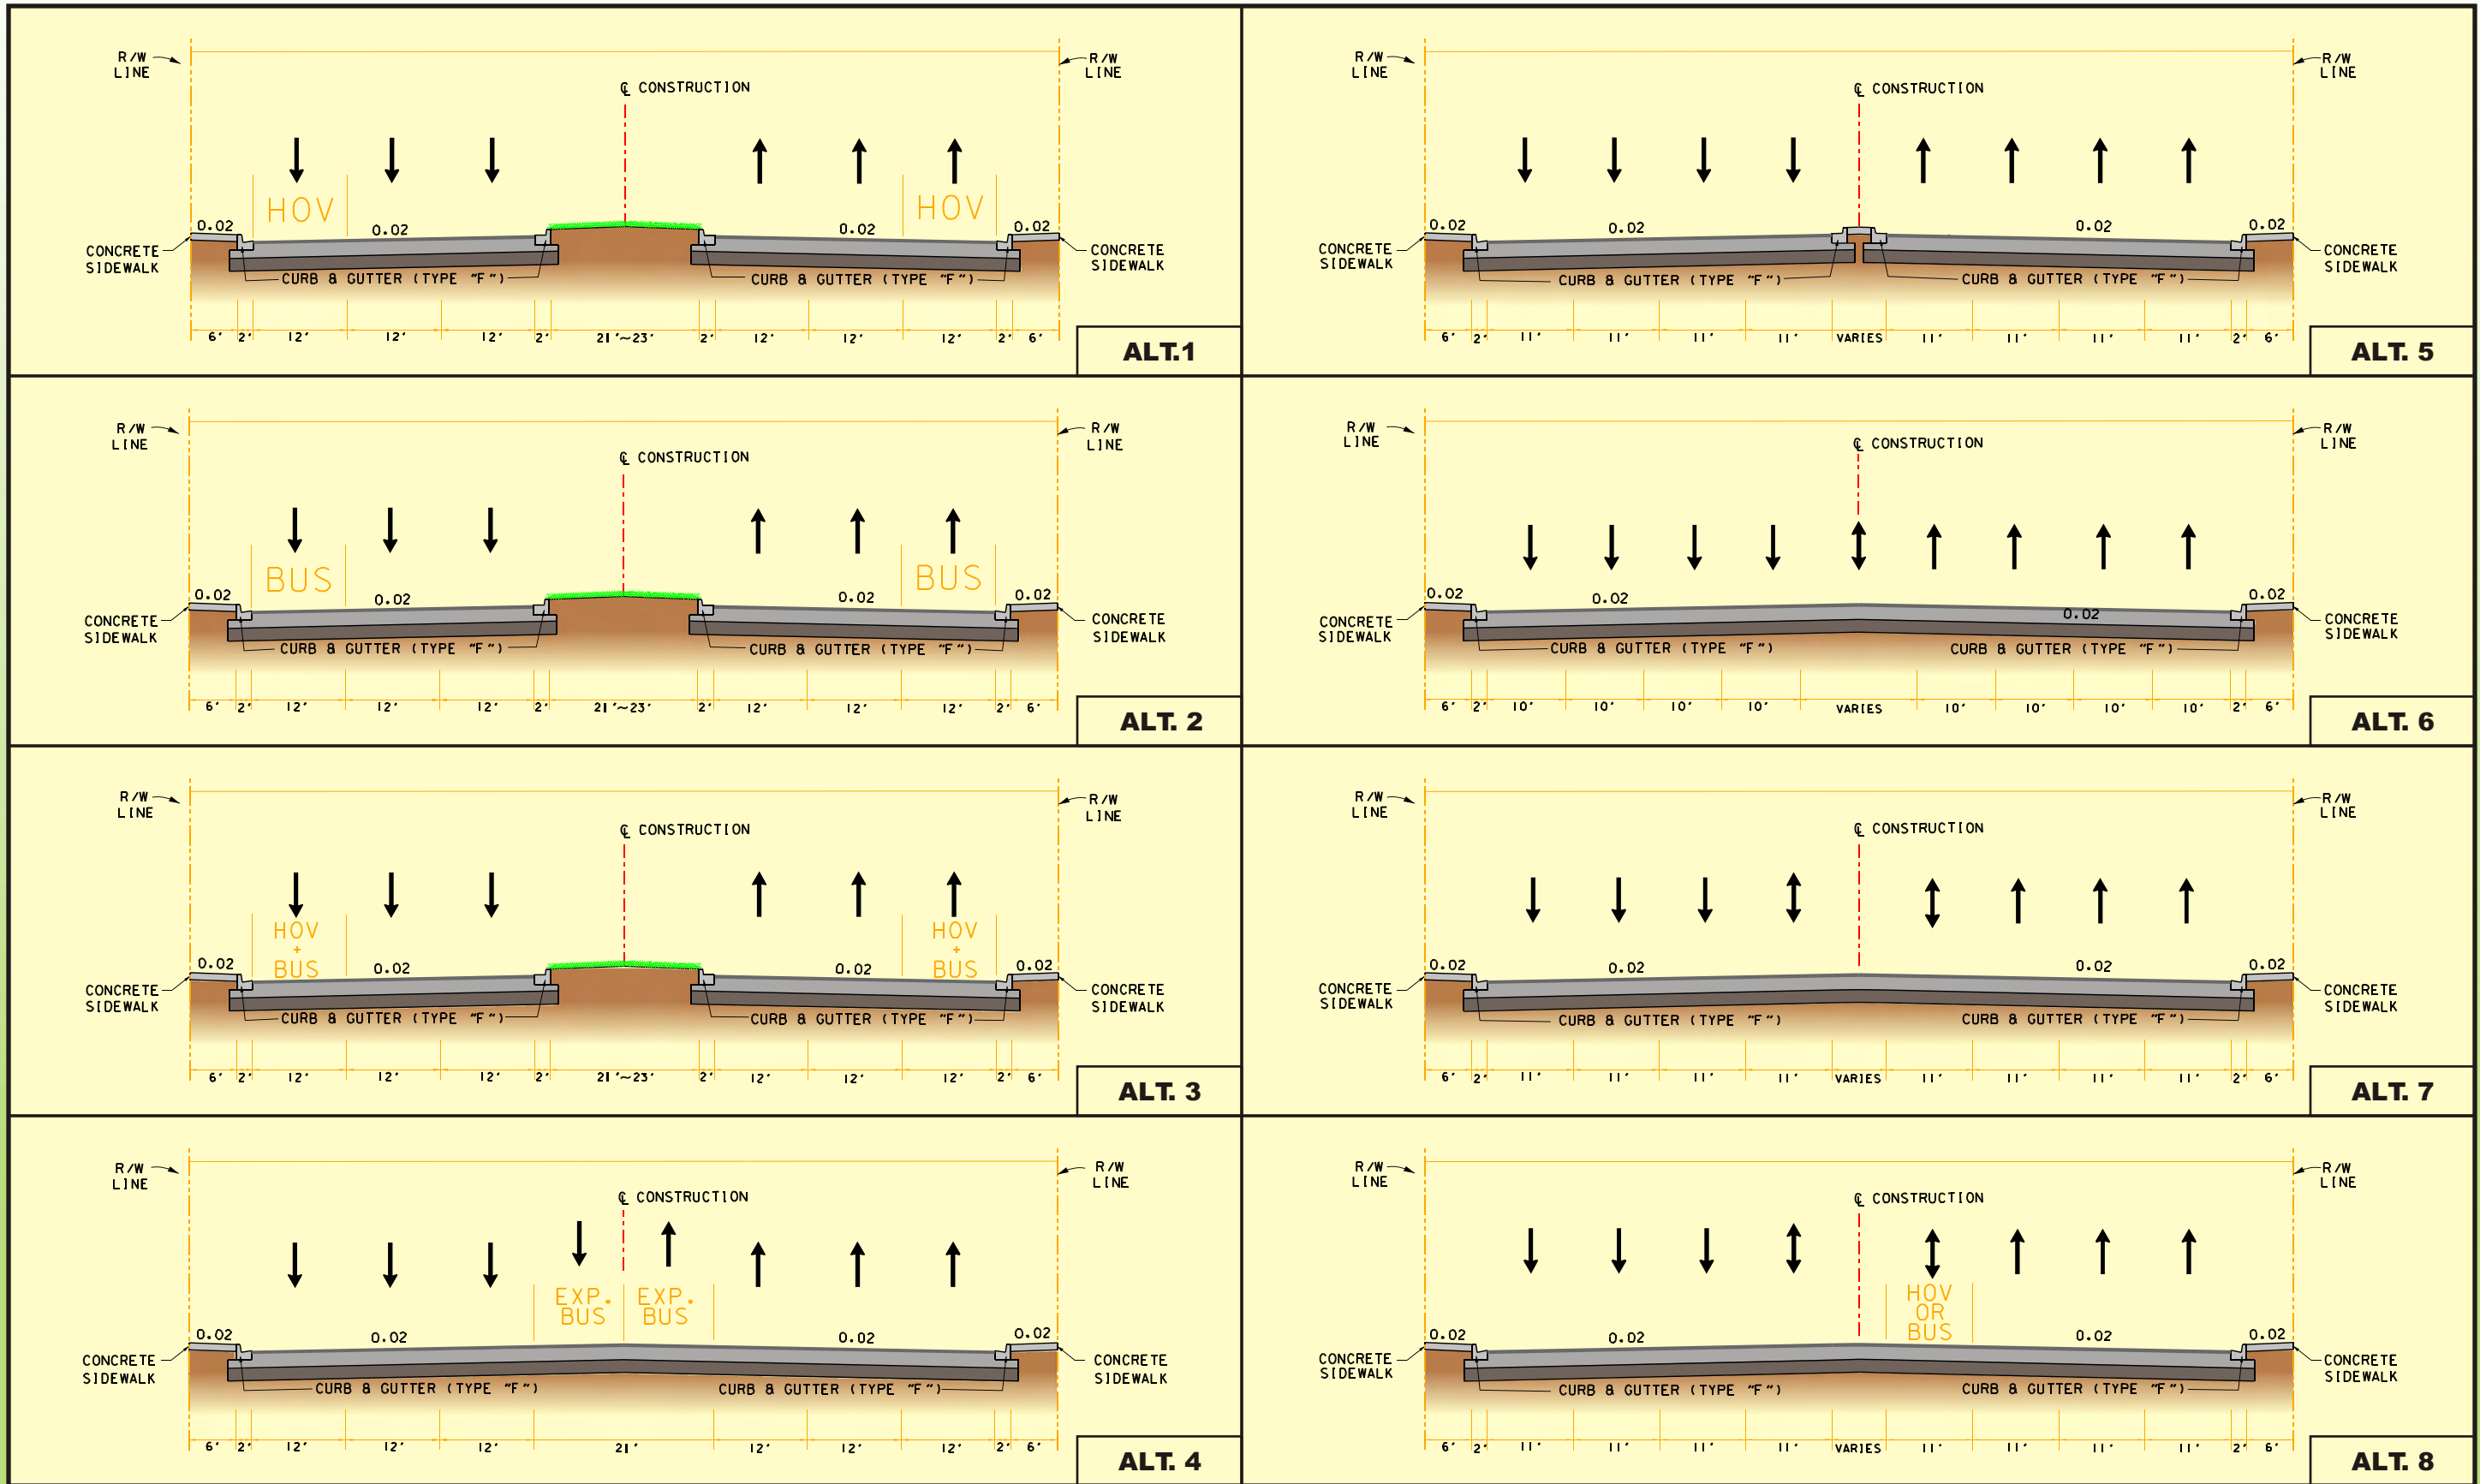 R/W
LINE
R/W
LINE
℄ CONSTRUCTION
HOV
HOV
0.02
0.02
0.02
0.02
CONCRETE
SIDEWALK
CONCRETE
SIDEWALK
CURB & GUTTER (TYPE "F")
CURB & GUTTER (TYPE "F")
6' 2' 12' 12' 12' 2' 21'~23' 2' 12' 12' 12' 2' 6'
ALT.1
R/W
LINE
R/W
LINE
℄ CONSTRUCTION
0.02
0.02
0.02
0.02
CONCRETE
SIDEWALK
CONCRETE
SIDEWALK
CURB & GUTTER (TYPE "F")
CURB & GUTTER (TYPE "F")
6' 2' 11' 11' 11' 11' VARIES 11' 11' 11' 11' 2' 6'
ALT. 5
R/W
LINE
R/W
LINE
℄ CONSTRUCTION
BUS
BUS
0.02
0.02
0.02
0.02
CONCRETE
SIDEWALK
CONCRETE
SIDEWALK
CURB & GUTTER (TYPE "F")
CURB & GUTTER (TYPE "F")
6' 2' 12' 12' 12' 2' 21'~23' 2' 12' 12' 12' 2' 6'
ALT. 2
R/W
LINE
R/W
LINE
℄ CONSTRUCTION
0.02
0.02
0.02
0.02
CONCRETE
SIDEWALK
CONCRETE
SIDEWALK
CURB & GUTTER (TYPE "F")
CURB & GUTTER (TYPE "F")
6' 2' 10' 10' 10' 10' VARIES 10' 10' 10' 10' 2' 6'
ALT. 6
R/W
LINE
R/W
LINE
℄ CONSTRUCTION
HOV
+
BUS
HOV
+
BUS
0.02
0.02
0.02
0.02
CONCRETE
SIDEWALK
CONCRETE
SIDEWALK
CURB & GUTTER (TYPE "F")
CURB & GUTTER (TYPE "F")
6' 2' 12' 12' 12' 2' 21'~23' 2' 12' 12' 12' 2' 6'
ALT. 3
R/W
LINE
R/W
LINE
℄ CONSTRUCTION
0.02
0.02
0.02
0.02
CONCRETE
SIDEWALK
CONCRETE
SIDEWALK
CURB & GUTTER (TYPE "F")
CURB & GUTTER (TYPE "F")
6' 2' 11' 11' 11' 11' VARIES 11' 11' 11' 11' 2' 6'
ALT. 7
R/W
LINE
R/W
LINE
℄ CONSTRUCTION
EXP.
BUS
EXP.
BUS
0.02
0.02
0.02
0.02
CONCRETE
SIDEWALK
CONCRETE
SIDEWALK
CURB & GUTTER (TYPE "F")
CURB & GUTTER (TYPE "F")
6' 2' 12' 12' 12' 21' 12' 12' 12' 2' 6'
ALT. 4
R/W
LINE
R/W
LINE
℄ CONSTRUCTION
HOV
OR
BUS
0.02
0.02
0.02
0.02
CONCRETE
SIDEWALK
CONCRETE
SIDEWALK
CURB & GUTTER (TYPE "F")
CURB & GUTTER (TYPE "F")
6' 2' 11' 11' 11' 11' VARIES 11' 11' 11' 11' 2' 6'
ALT. 8